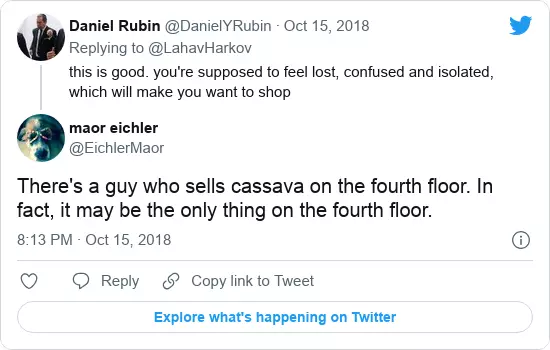 Daniel Rubin @DanielYRubin · Oct 15, 2018
Replying to @LahavHarkov
this is good. you're supposed to feel lost, confused and isolated,
which will make you want to shop
maor eichler
@EichlerMaor
There's a guy who sells cassava on the fourth floor. In
fact, it may be the only thing on the fourth floor.
8:13 PM · Oct 15, 2018
Reply
Copy link to Tweet
Explore what's happening on Twitter